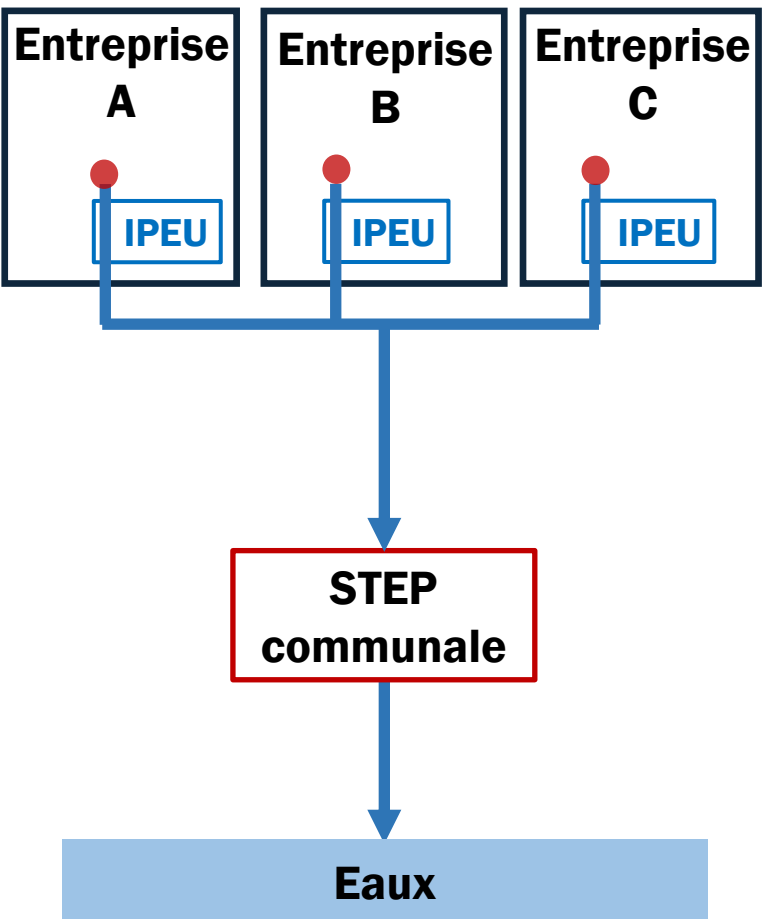 Entreprise
A
Entreprise
B
Entreprise
C
IPEU
IPEU
IPEU
STEP
communale
Eaux